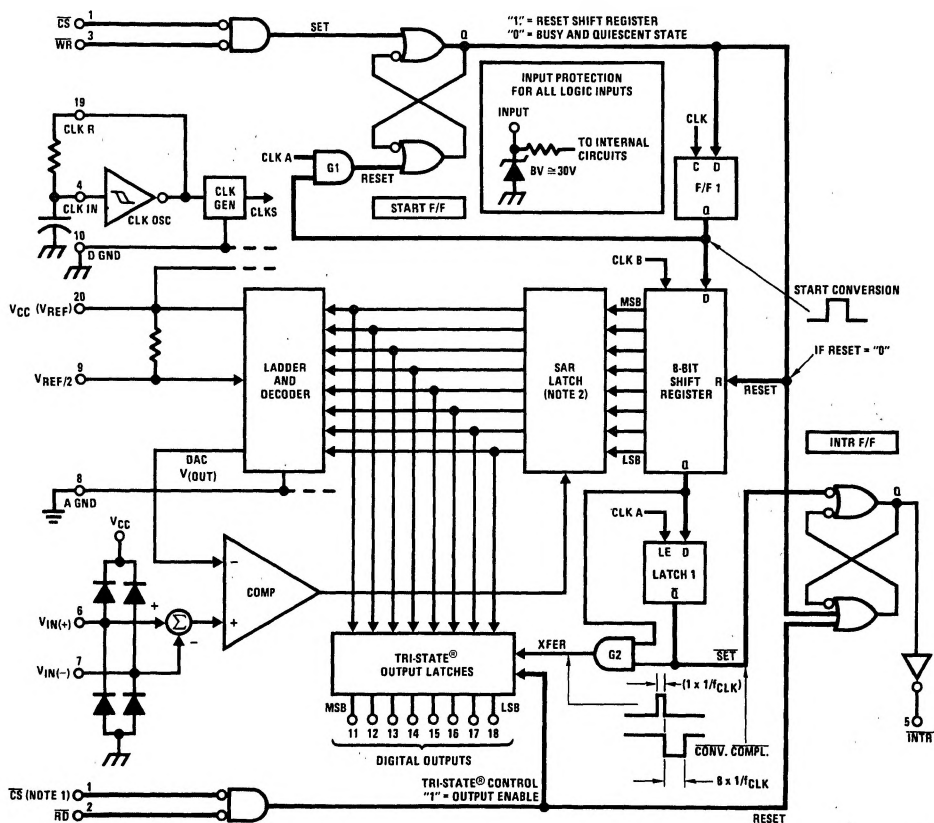 CS 1
WR 3
SET
Q
"1" = RESET SHIFT REGISTER
"0" = BUSY AND QUIESCENT STATE
INPUT PROTECTION
FOR ALL LOGIC INPUTS
INPUT
TO INTERNAL
CIRCUITS
BV ≅ 30V
CLK
C D
F/F 1
Q
19
CLK R
4
CLK IN
CLK OSC
CLK
GEN
CLKS
10
D GND
CLK A
G1
RESET
START F/F
CLK B
D
START CONVERSION
IF RESET = "0"
20
VCC (VREF)
9
VREF/2
LADDER
AND
DECODER
SAR
LATCH
(NOTE 2)
MSB
LSB
8-BIT
SHIFT
REGISTER
R
RESET
Q
INTR F/F
Q
DAC
V(OUT)
8
A GND
VCC
CLK A
LE D
LATCH 1
Q
COMP
+
−
−
+
Σ
VIN(+) 6
VIN(−) 7
XFER
G2
SET
TRI-STATE®
OUTPUT LATCHES
(1 x 1/fCLK)
MSB
LSB
11 12 13 14 15 16 17 18
DIGITAL OUTPUTS
CONV. COMPL.
8 x 1/fCLK
5
INTR
TRI-STATE® CONTROL
"1" = OUTPUT ENABLE
CS (NOTE 1) 1
RD 2
RESET